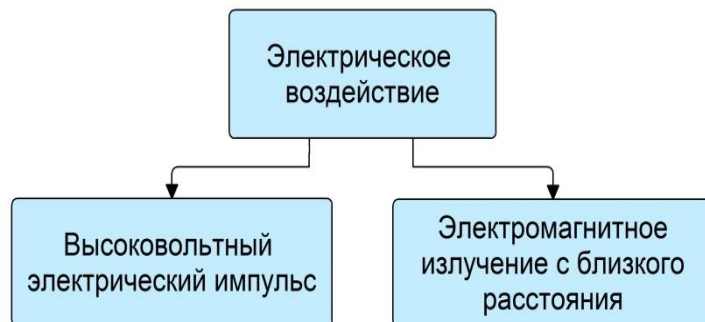 Электрическое
воздействие
Высоковольтный
электрический импульс
Электромагнитное
излучение с близкого
расстояния